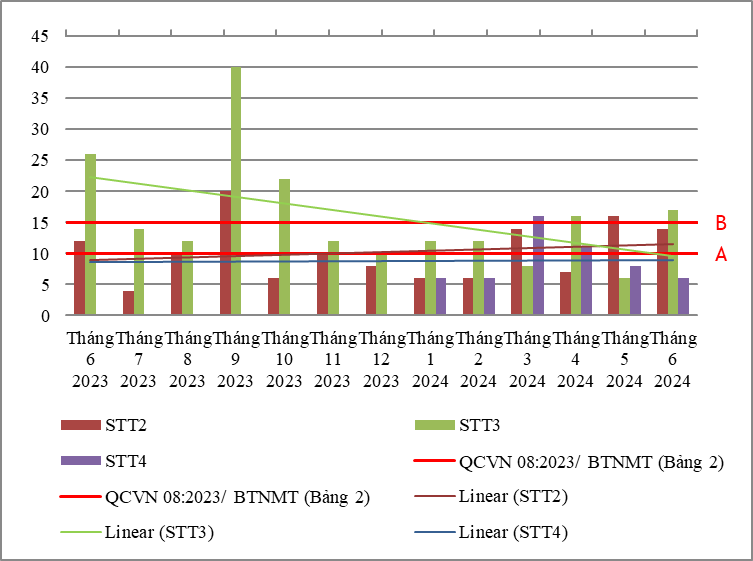 45
40
35
30
25
20
15
10
5
0
B
A
Tháng 6 2023
Tháng 7 2023
Tháng 8 2023
Tháng 9 2023
Tháng 10 2023
Tháng 11 2023
Tháng 12 2023
Tháng 1 2024
Tháng 2 2024
Tháng 3 2024
Tháng 4 2024
Tháng 5 2024
Tháng 6 2024
STT2
STT3
STT4
QCVN 08:2023/ BTNMT (Bảng 2)
QCVN 08:2023/ BTNMT (Bảng 2)
Linear (STT2)
Linear (STT3)
Linear (STT4)